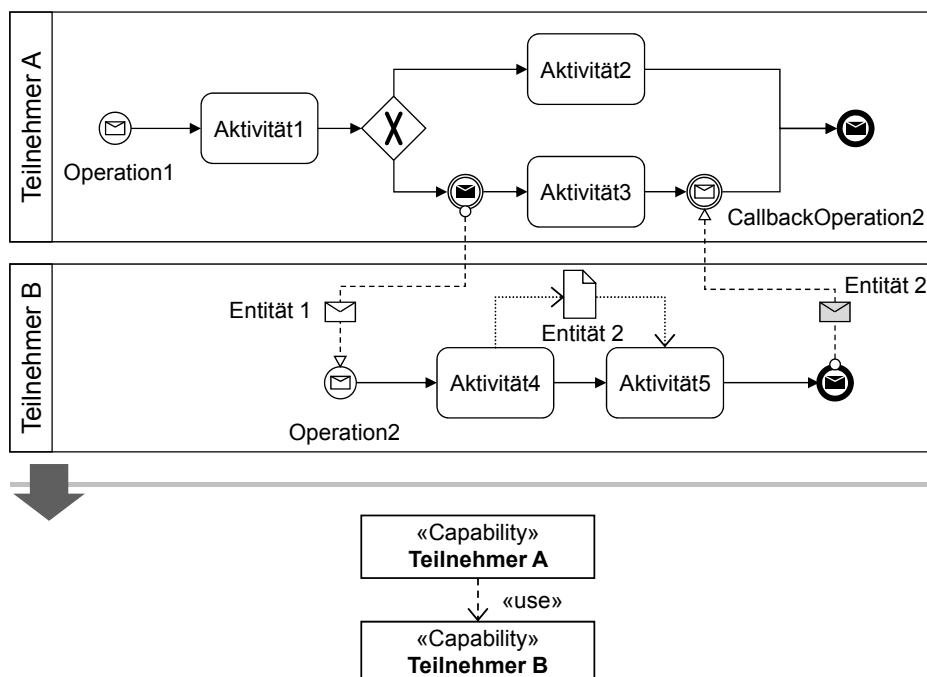 Teilnehmer A
Aktivität2
Aktivität1
X
Operation1
Aktivität3
CallbackOperation2
Teilnehmer B
Entität 1
Entität 2
Entität 2
Aktivität4
Aktivität5
Operation2
«Capability»
Teilnehmer A
«use»
«Capability»
Teilnehmer B